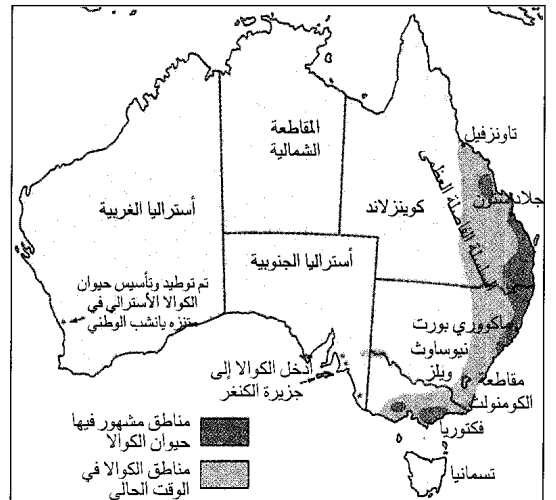 المقاطعة
الشمالية
تاونزفيل
السلسلة الفاصلة العظمى
جلادستون
كوينزلاند
أستراليا الغربية
أستراليا الجنوبية
تم توطيد وتأسيس حيوان
الكوالا الأسترالي في
متنزه يانشب الوطني
ماكووري بورت
نيوساوث
ويلز
أدخل الكوالا إلى
جزيرة الكنغر
مقاطعة
الكومنولث
فكتوريا
تسمانيا
مناطق مشهور فيها
حيوان الكوالا
مناطق الكوالا في
الوقت الحالي